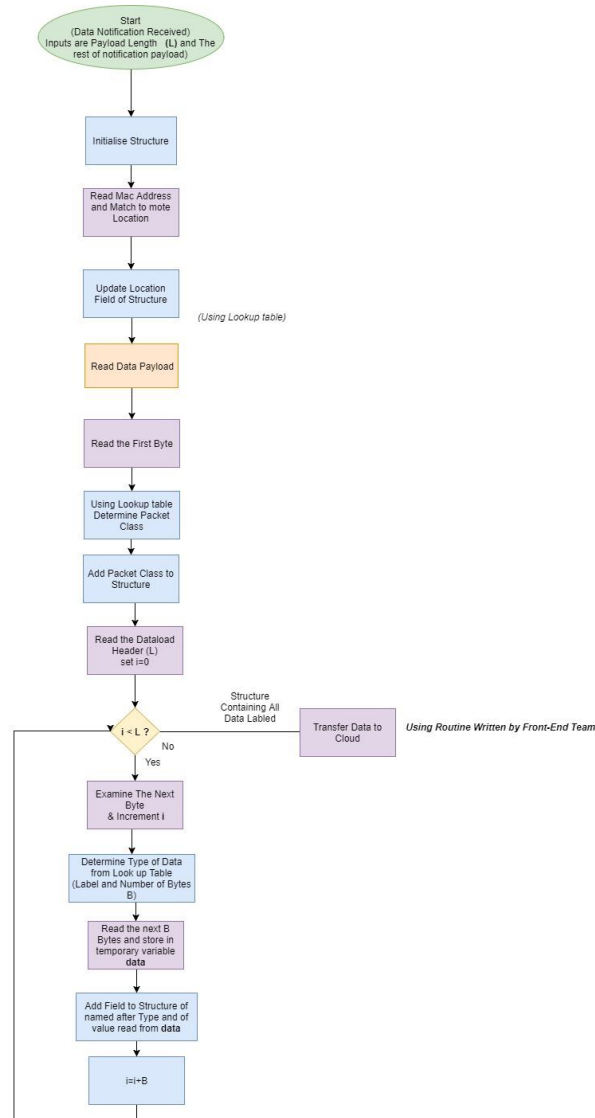 Start
(Data Notification Received)
Inputs are Payload Length (L) and The
rest of notification payload)
Initialise Structure
Read Mac Address
and Match to mote
Location
Update Location
Field of Structure
(Using Lookup table)
Read Data Payload
Read the First Byte
Using Lookup table
Determine Packet
Class
Add Packet Class to
Structure
Read the Dataload
Header (L)
set i=0
i < L ?
No
Yes
Structure
Containing All
Data Labled
Transfer Data to
Cloud
Using Routine Written by Front-End Team
Examine The Next
Byte
& Increment i
Determine Type of Data
from Look up Table
(Label and Number of Bytes
B)
Read the next B
Bytes and store in
temporary variable
data
Add Field to Structure of
named after Type and of
value read from data
i=i+B